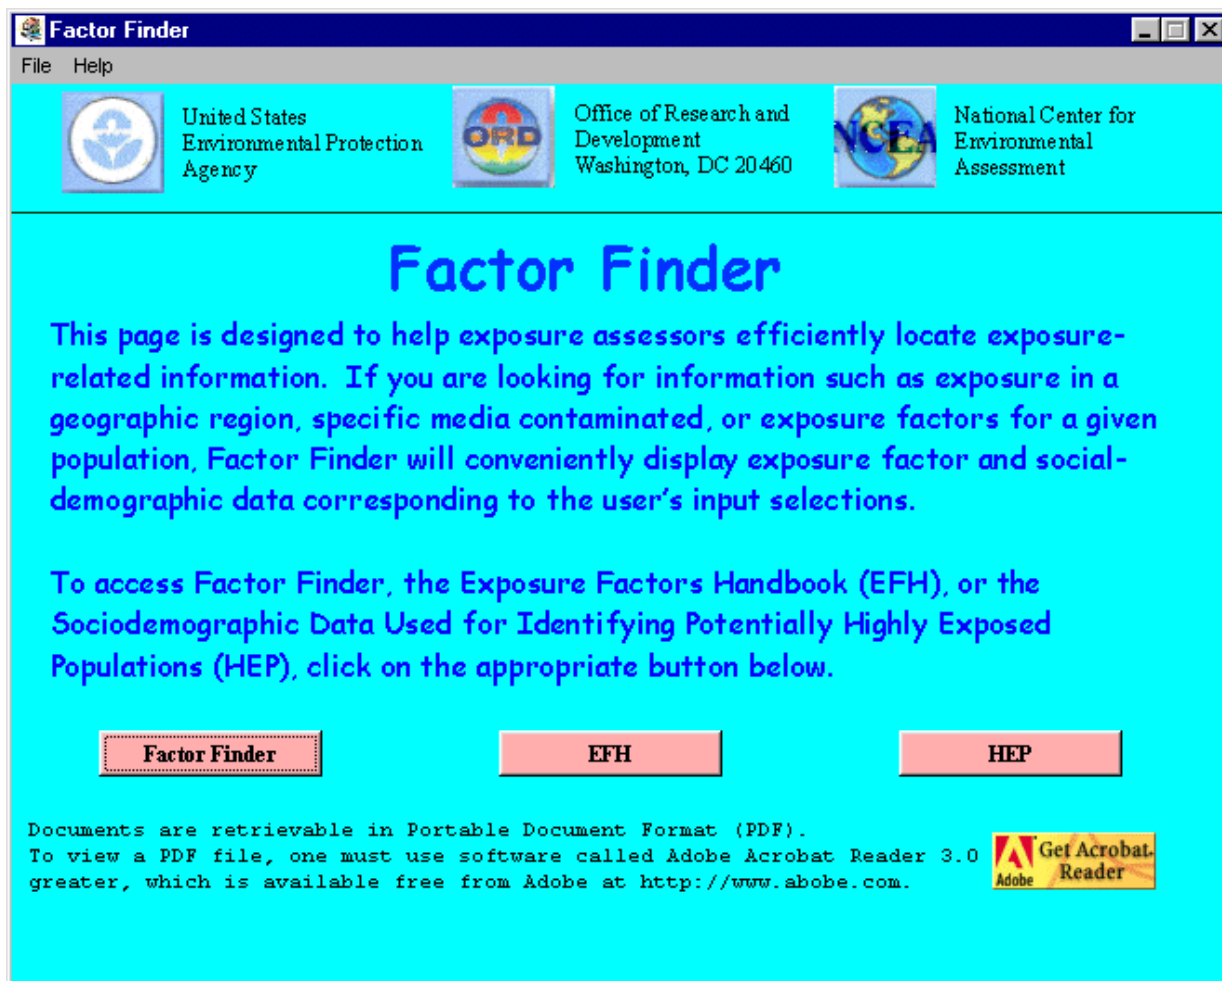 Factor Finder
File Help
United States
Environmental Protection
Agency
ORD
Office of Research and
Development
Washington, DC 20460
NCEA
National Center for
Environmental
Assessment
Factor Finder
This page is designed to help exposure assessors efficiently locate exposure-
related information. If you are looking for information such as exposure in a
geographic region, specific media contaminated, or exposure factors for a given
population, Factor Finder will conveniently display exposure factor and social-
demographic data corresponding to the user's input selections.
To access Factor Finder, the Exposure Factors Handbook (EFH), or the
Sociodemographic Data Used for Identifying Potentially Highly Exposed
Populations (HEP), click on the appropriate button below.
Factor Finder
EFH
HEP
Documents are retrievable in Portable Document Format (PDF).
To view a PDF file, one must use software called Adobe Acrobat Reader 3.0
greater, which is available free from Adobe at http://www.abobe.com.
Adobe
Get Acrobat
Reader